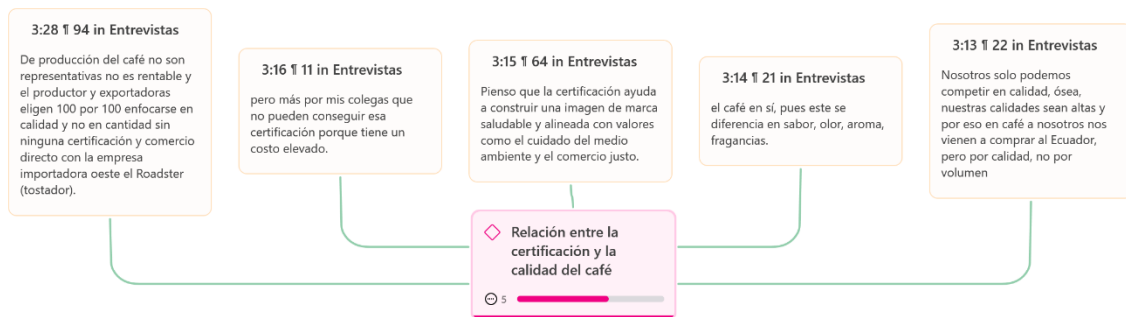 3:28 ¶ 94 in Entrevistas
De producción del café no son
representativas no es rentable y
el productor y exportadoras
eligen 100 por 100 enfocarse en
calidad y no en cantidad sin
ninguna certificación y comercio
directo con la empresa
importadora oeste el Roadster
(tostador).
3:16 ¶ 11 in Entrevistas
pero más por mis colegas que
no pueden conseguir esa
certificación porque tiene un
costo elevado.
3:15 ¶ 64 in Entrevistas
Pienso que la certificación ayuda
a construir una imagen de marca
saludable y alineada con valores
como el cuidado del medio
ambiente y el comercio justo.
3:14 ¶ 21 in Entrevistas
el café en sí, pues este se
diferencia en sabor, olor, aroma,
fragancias.
3:13 ¶ 22 in Entrevistas
Nosotros solo podemos
competir en calidad, ósea,
nuestras calidades sean altas y
por eso en café a nosotros nos
vienen a comprar al Ecuador,
pero por calidad, no por
volumen
Relación entre la
certificación y la
calidad del café
5